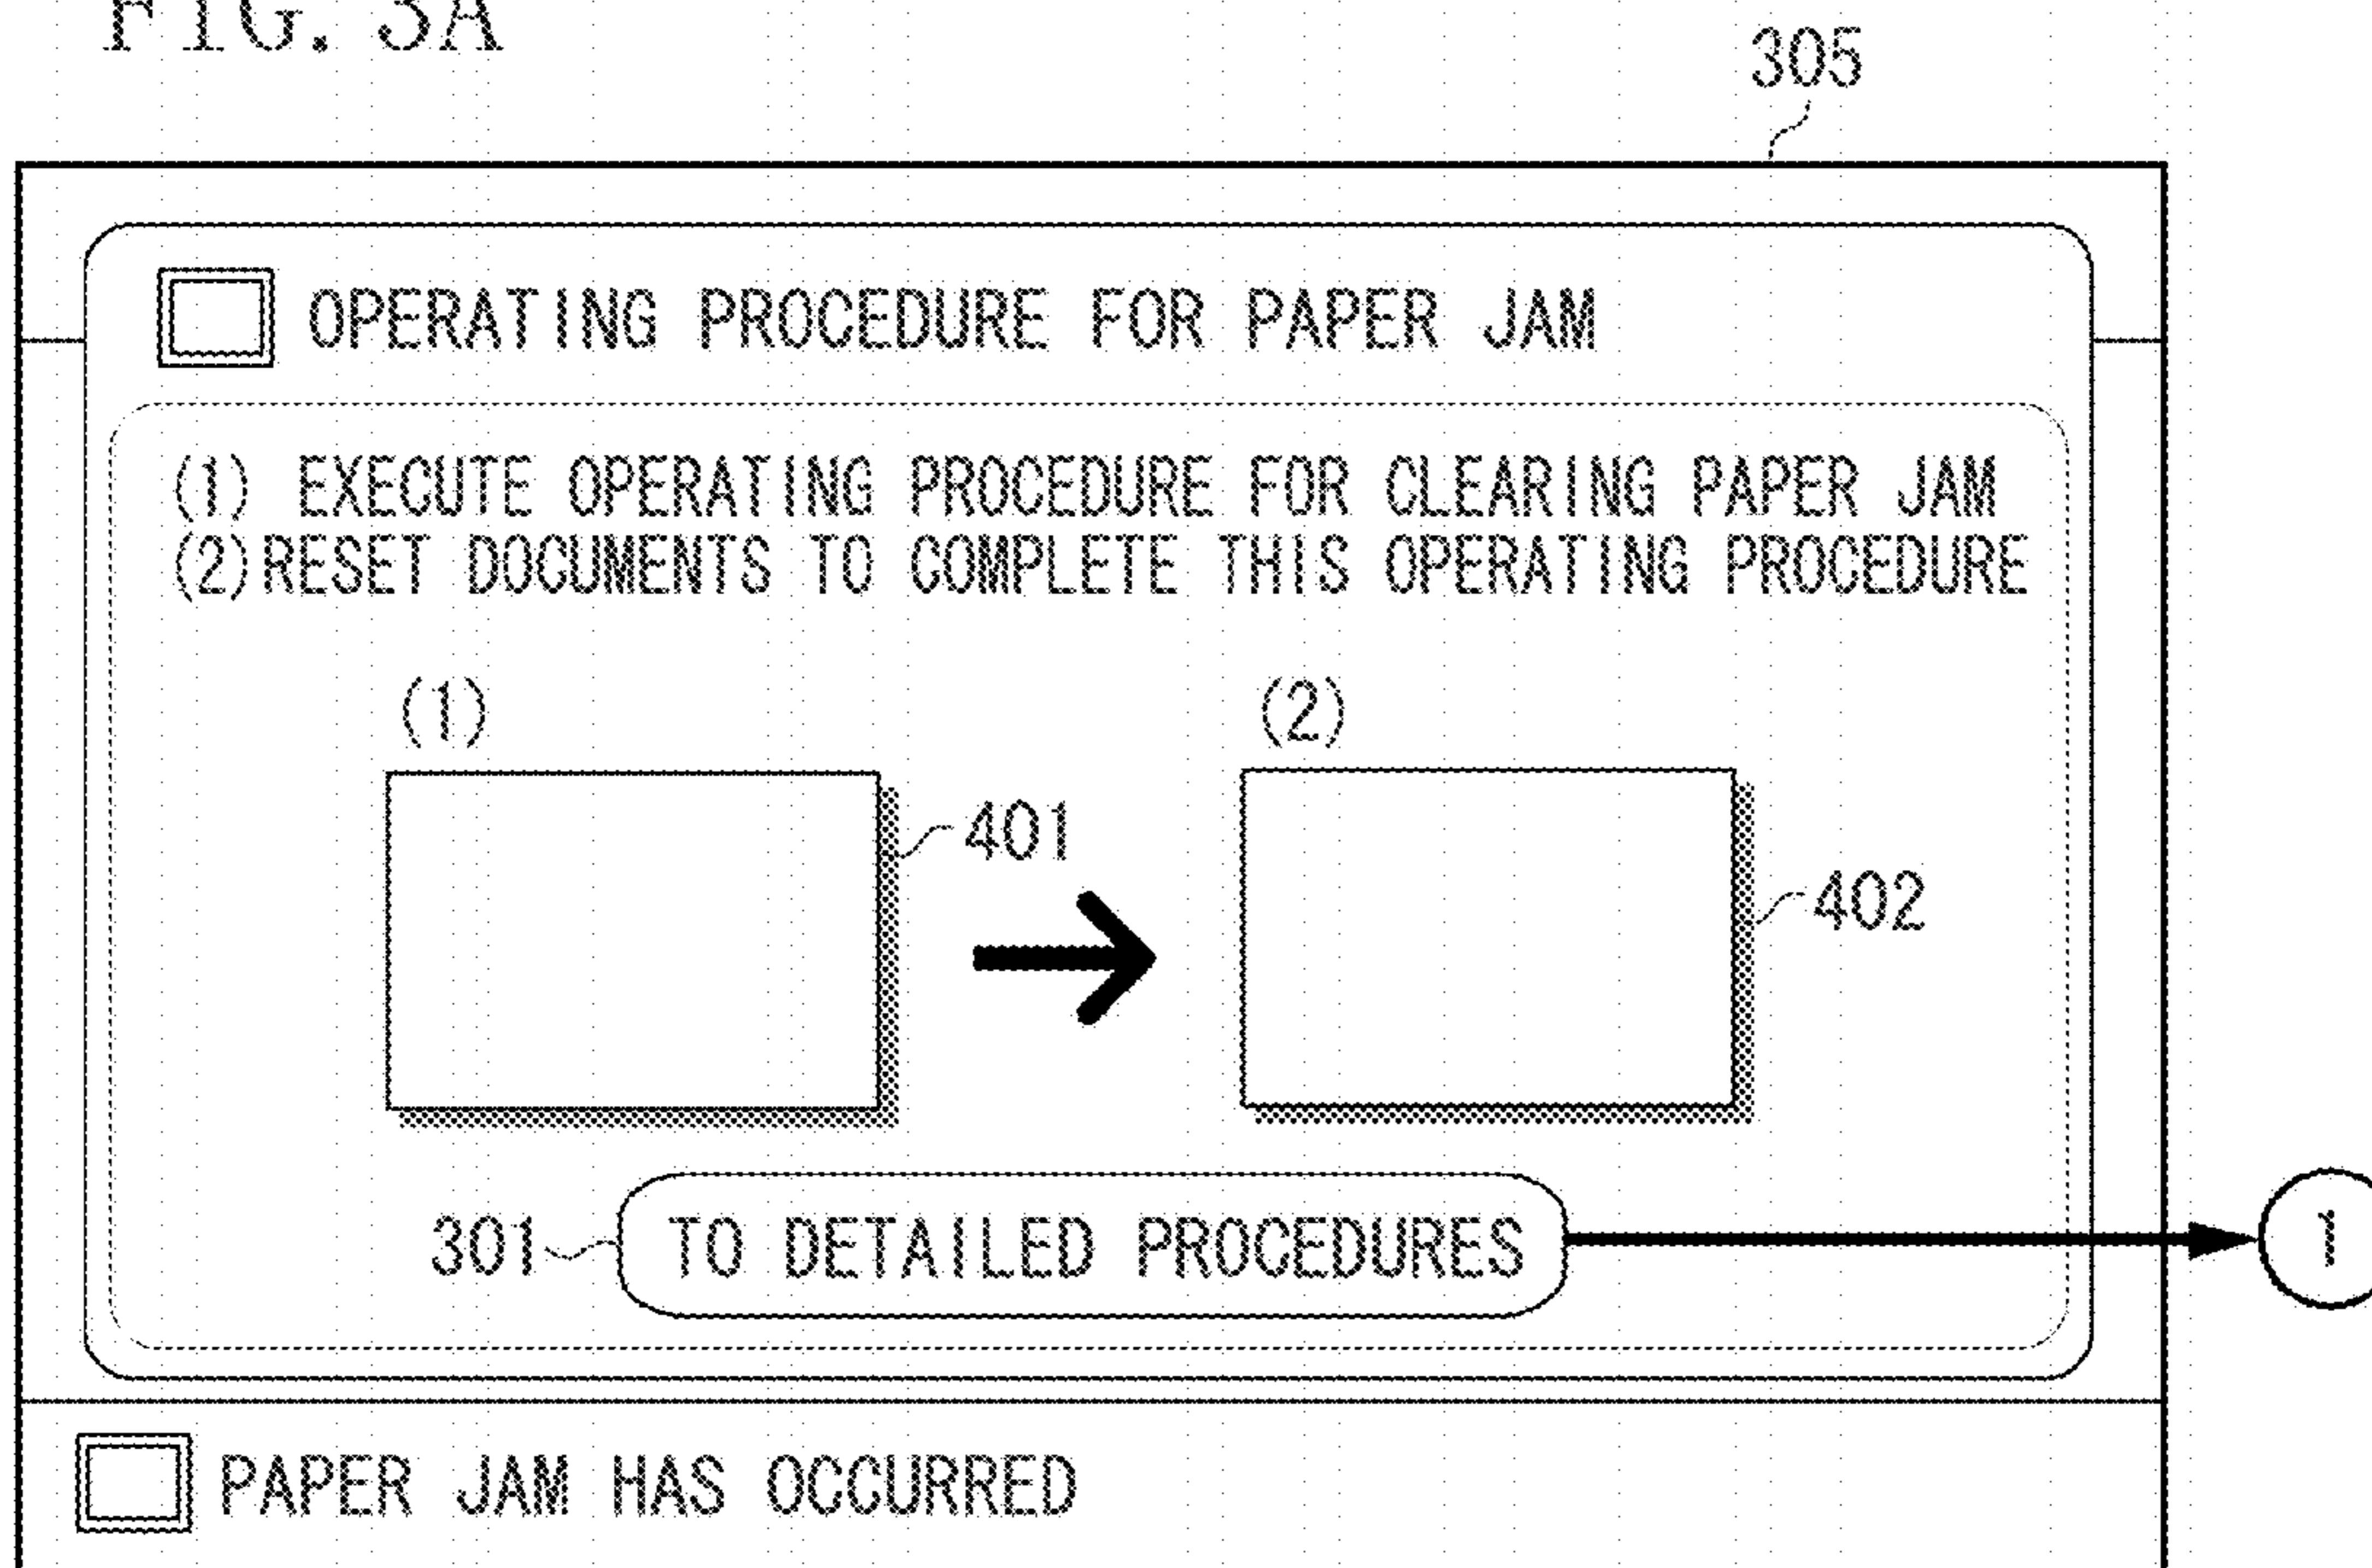 FIG. 3A
305
OPERATING PROCEDURE FOR PAPER JAM
(1) EXECUTE OPERATING PROCEDURE FOR CLEARING PAPER JAM
(2)RESET DOCUMENTS TO COMPLETE THIS OPERATING PROCEDURE
(1) (2)
401
402
301 TO DETAILED PROCEDURES 1
PAPER JAM HAS OCCURRED